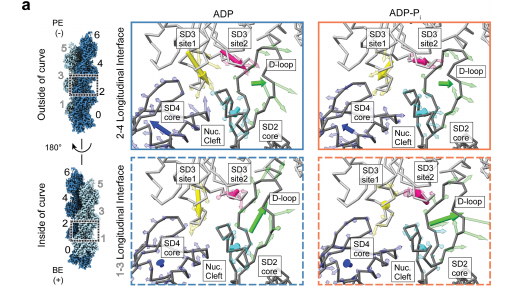 a
PE
(-)
6
5
4
3
2
1
0
Outside of curve
180°
6
5
4
3
2
1
0
Inside of curve
BE
(+)
2-4 Longitudinal Interface
1-3 Longitudinal Interface
ADP
SD3
site1
SD3
site2
D-loop
SD4
core
Nuc.
Cleft
SD2
core
ADP-Pi
SD3
site1
SD3
site2
D-loop
SD4
core
Nuc.
Cleft
SD2
core
SD3
site1
SD3
site2
D-loop
SD4
core
Nuc.
Cleft
SD2
core
SD3
site1
SD3
site2
D-loop
SD4
core
Nuc.
Cleft
SD2
core